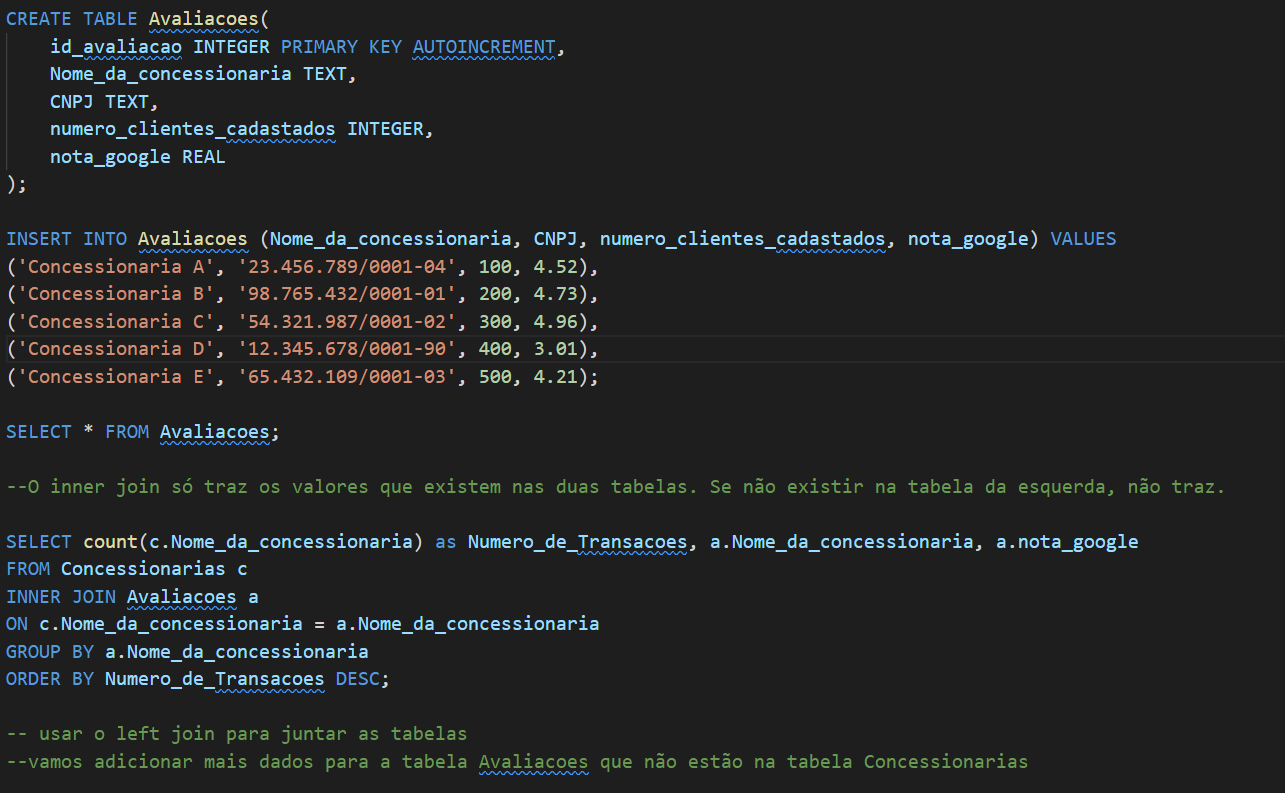 CREATE TABLE Avaliacoes(
    id_avaliacao INTEGER PRIMARY KEY AUTOINCREMENT,
    Nome_da_concessionaria TEXT,
    CNPJ TEXT,
    numero_clientes_cadastados INTEGER,
    nota_google REAL
);
INSERT INTO Avaliacoes (Nome_da_concessionaria, CNPJ, numero_clientes_cadastados, nota_google) VALUES
('Concessionaria A', '23.456.789/0001-04', 100, 4.52),
('Concessionaria B', '98.765.432/0001-01', 200, 4.73),
('Concessionaria C', '54.321.987/0001-02', 300, 4.96),
('Concessionaria D', '12.345.678/0001-90', 400, 3.01),
('Concessionaria E', '65.432.109/0001-03', 500, 4.21);
SELECT * FROM Avaliacoes;
--O inner join só traz os valores que existem nas duas tabelas. Se não existir na tabela da esquerda, não traz.
SELECT count(c.Nome_da_concessionaria) as Numero_de_Transacoes, a.Nome_da_concessionaria, a.nota_google
FROM Concessionarias c
INNER JOIN Avaliacoes a
ON c.Nome_da_concessionaria = a.Nome_da_concessionaria
GROUP BY a.Nome_da_concessionaria
ORDER BY Numero_de_Transacoes DESC;
-- usar o left join para juntar as tabelas
--vamos adicionar mais dados para a tabela Avaliacoes que não estão na tabela Concessionarias